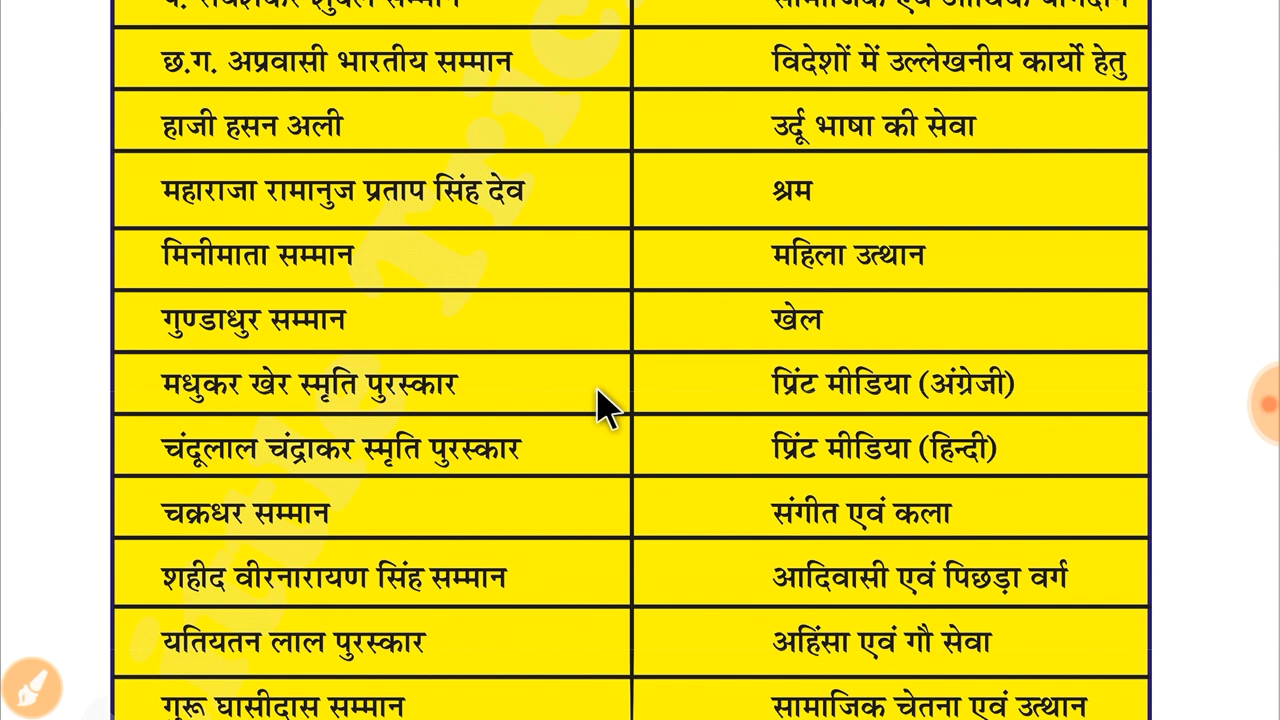 सम्मान
छ.ग. अप्रवासी भारतीय सम्मान विदेशों में उल्लेखनीय कार्यो हेतु
हाजी हसन अली उर्दू भाषा की सेवा
महाराजा रामानुज प्रताप सिंह देव श्रम
मिनीमाता सम्मान महिला उत्थान
गुण्डाधुर सम्मान खेल
मधुकर खेर स्मृति पुरस्कार प्रिंट मीडिया (अंग्रेजी)
चंदूलाल चंद्राकर स्मृति पुरस्कार प्रिंट मीडिया (हिन्दी)
चक्रधर सम्मान संगीत एवं कला
शहीद वीरनारायण सिंह सम्मान आदिवासी एवं पिछड़ा वर्ग
यतियतन लाल पुरस्कार अहिंसा एवं गौ सेवा
गुरू घासीदास सम्मान सामाजिक चेतना एवं उत्थान